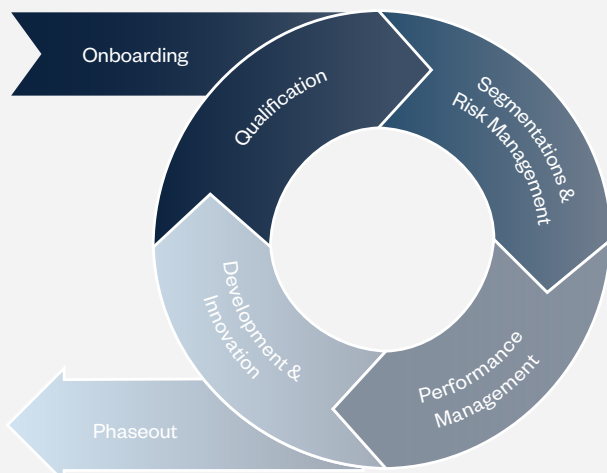 Onboarding
Qualification
Segmentations &
Risk Management
Performance
Management
Development &
Innovation
Phaseout